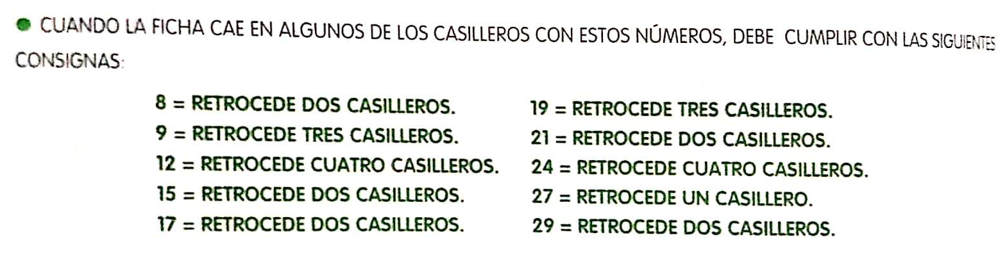 ● CUANDO LA FICHA CAE EN ALGUNOS DE LOS CASILLEROS CON ESTOS NÚMEROS, DEBE CUMPLIR CON LAS SIGUIENTES
CONSIGNAS:
8 = RETROCEDE DOS CASILLEROS.
9 = RETROCEDE TRES CASILLEROS.
12 = RETROCEDE CUATRO CASILLEROS.
15 = RETROCEDE DOS CASILLEROS.
17 = RETROCEDE DOS CASILLEROS.
19 = RETROCEDE TRES CASILLEROS.
21 = RETROCEDE DOS CASILLEROS.
24 = RETROCEDE CUATRO CASILLEROS.
27 = RETROCEDE UN CASILLERO.
29 = RETROCEDE DOS CASILLEROS.